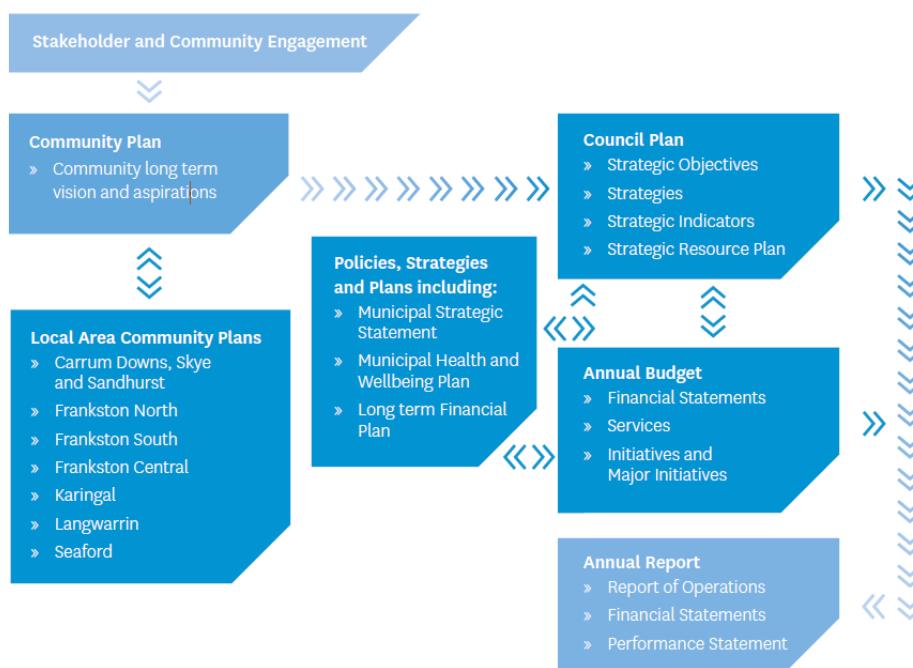 Stakeholder and Community Engagement
Community Plan
» Community long term
vision and aspirations
Council Plan
» Strategic Objectives
» Strategies
» Strategic Indicators
» Strategic Resource Plan
Policies, Strategies
and Plans including:
» Municipal Strategic
Statement
» Municipal Health and
Wellbeing Plan
» Long term Financial
Plan
Local Area Community Plans
» Carrum Downs, Skye
and Sandhurst
» Frankston North
» Frankston South
» Frankston Central
» Karingal
» Langwarrin
» Seaford
Annual Budget
» Financial Statements
» Services
» Initiatives and
Major Initiatives
Annual Report
» Report of Operations
» Financial Statements
» Performance Statement